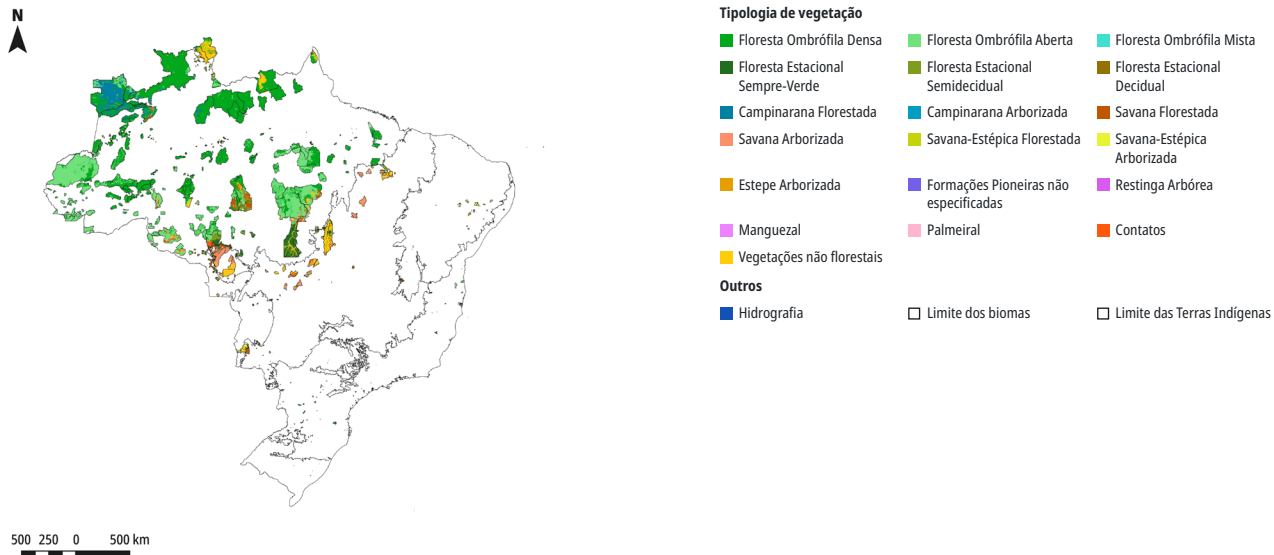 N
500 250 0 500 km
Tipologia de vegetação
Floresta Ombrófila Densa
Floresta Ombrófila Aberta
Floresta Ombrófila Mista
Floresta Estacional
Sempre-Verde
Floresta Estacional
Semidecidual
Floresta Estacional
Decidual
Campinarana Florestada
Campinarana Arborizada
Savana Florestada
Savana Arborizada
Savana-Estépica Florestada
Savana-Estépica
Arborizada
Estepe Arborizada
Formações Pioneiras não
especificadas
Restinga Arbórea
Manguezal
Palmeiral
Contatos
Vegetações não florestais
Outros
Hidrografia
Limite dos biomas
Limite das Terras Indígenas